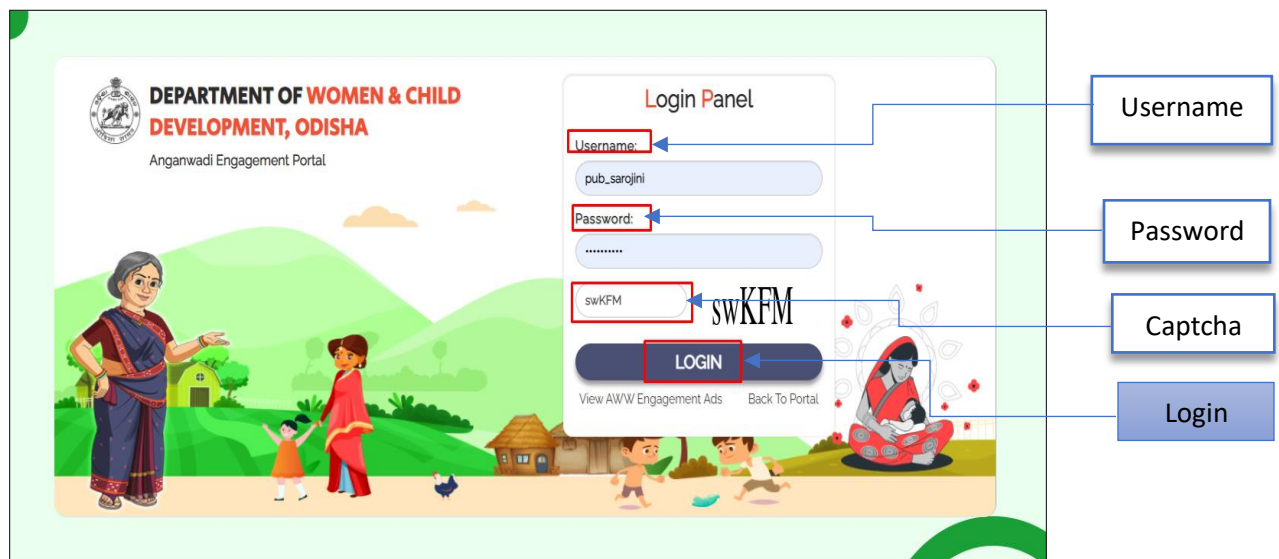 DEPARTMENT OF WOMEN & CHILD
DEVELOPMENT, ODISHA
Anganwadi Engagement Portal
Login Panel
Username:
pub_sarojini
Password:
••••••••••
swKFM
swKFM
LOGIN
View AWW Engagement Ads
Back To Portal
Username
Password
Captcha
Login